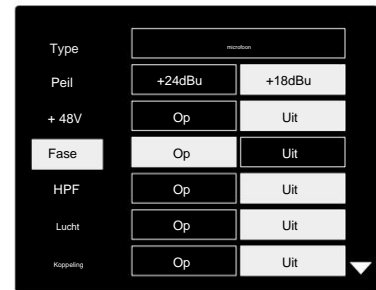 Type microfoon
Peil +24dBu +18dBu
+ 48V Op Uit
Fase Op Uit
HPF Op Uit
Lucht Op Uit
Koppeling Op Uit